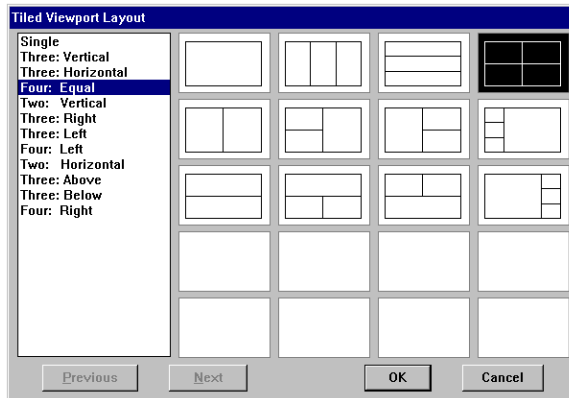 Tiled Viewport Layout
Single
Three: Vertical
Three: Horizontal
Four: Equal
Two: Vertical
Three: Right
Three: Left
Four: Left
Two: Horizontal
Three: Above
Three: Below
Four: Right
Previous Next OK Cancel